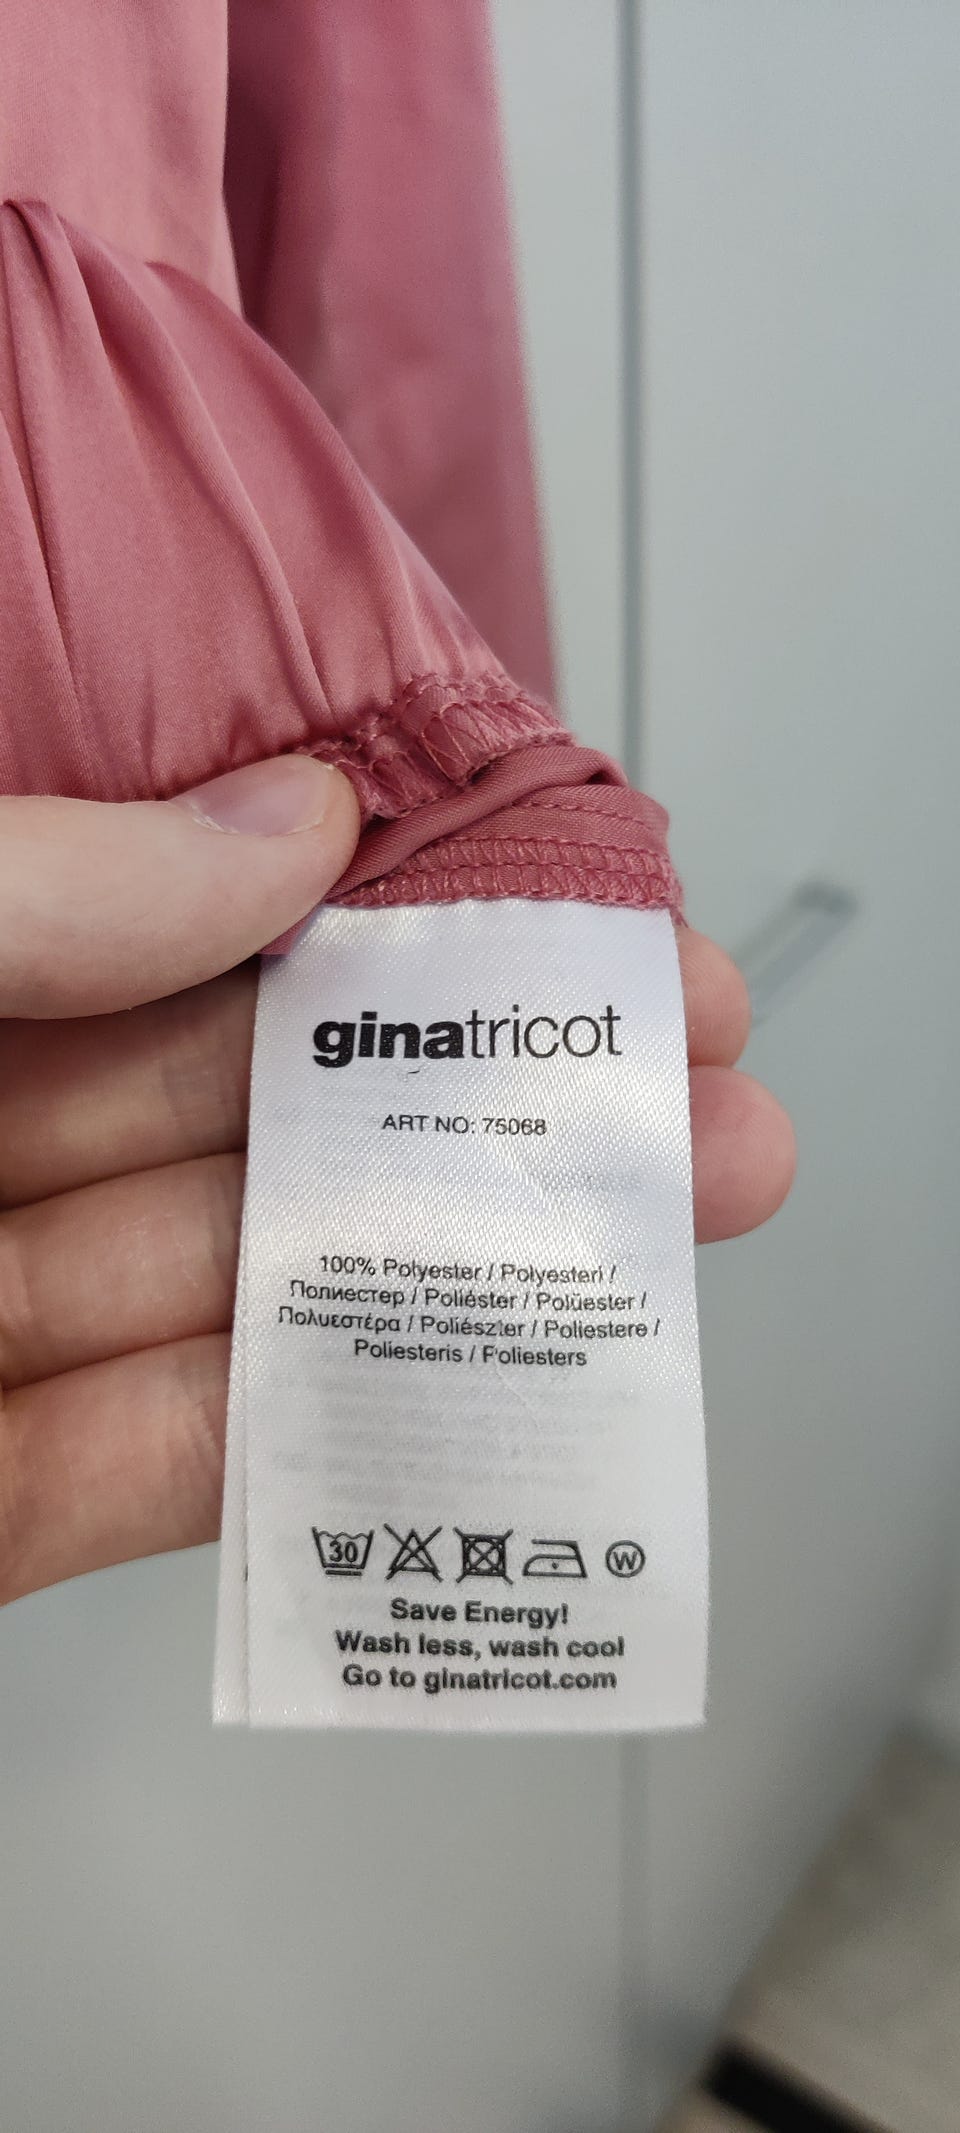 ginatricot
ART NO: 75068
100% Polyester / Polyesteri /
Полиестер / Poliéster / Polüester /
Πολυεστέρα / Poliészter / Poliestere /
Poliesteris / Poliesters
30
W
Save Energy!
Wash less, wash cool
Go to ginatricot.com